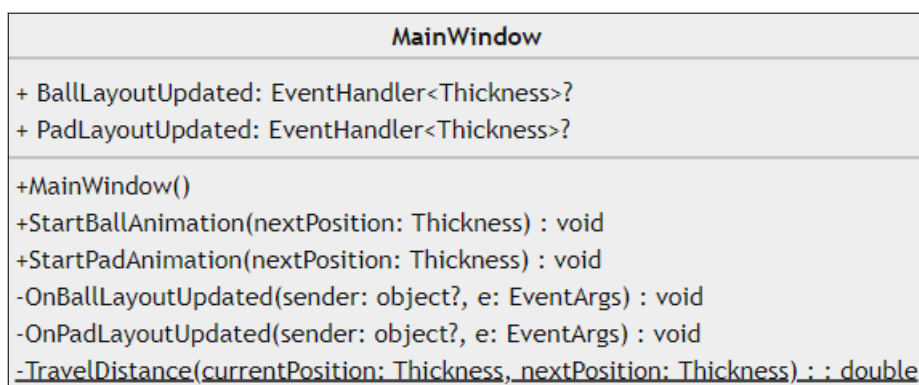 MainWindow
+ BallLayoutUpdated: EventHandler<Thickness>?
+ PadLayoutUpdated: EventHandler<Thickness>?
+MainWindow()
+StartBallAnimation(nextPosition: Thickness) : void
+StartPadAnimation(nextPosition: Thickness) : void
-OnBallLayoutUpdated(sender: object?, e: EventArgs) : void
-OnPadLayoutUpdated(sender: object?, e: EventArgs) : void
-TravelDistance(currentPosition: Thickness, nextPosition: Thickness) : : double